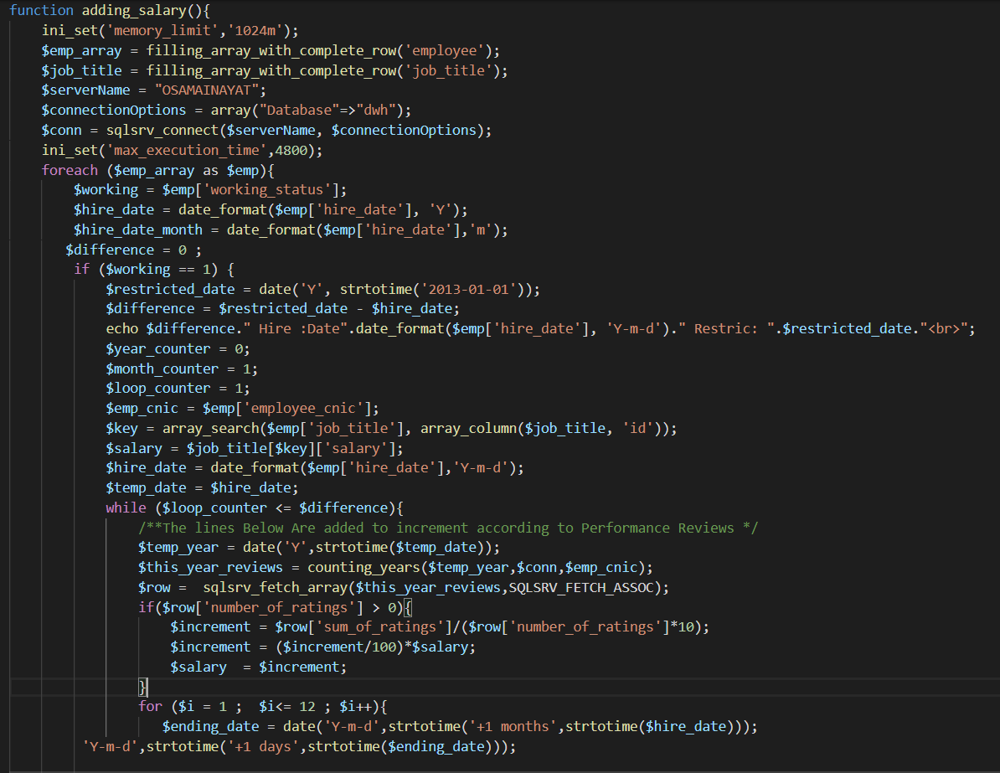 function adding_salary(){
ini_set('memory_limit','1024m');
$emp_array = filling_array_with_complete_row('employee');
$job_title = filling_array_with_complete_row('job_title');
$serverName = "OSAMAINAYAT";
$connectionOptions = array("Database"=>"dwh");
$conn = sqlsrv_connect($serverName, $connectionOptions);
ini_set('max_execution_time',4800);
foreach ($emp_array as $emp){
$working = $emp['working_status'];
$hire_date = date_format($emp['hire_date'], 'Y');
$hire_date_month = date_format($emp['hire_date'],'m');
$difference = 0 ;
if ($working == 1) {
$restricted_date = date('Y', strtotime('2013-01-01'));
$difference = $restricted_date - $hire_date;
echo $difference." Hire :Date".date_format($emp['hire_date'], 'Y-m-d')." Restric: ".$restricted_date."<br>";
$year_counter = 0;
$month_counter = 1;
$loop_counter = 1;
$emp_cnic = $emp['employee_cnic'];
$key = array_search($emp['job_title'], array_column($job_title, 'id'));
$salary = $job_title[$key]['salary'];
$hire_date = date_format($emp['hire_date'],'Y-m-d');
$temp_date = $hire_date;
while ($loop_counter <= $difference){
/**The lines Below Are added to increment according to Performance Reviews */
$temp_year = date('Y',strtotime($temp_date));
$this_year_reviews = counting_years($temp_year,$conn,$emp_cnic);
$row =  sqlsrv_fetch_array($this_year_reviews,SQLSRV_FETCH_ASSOC);
if($row['number_of_ratings'] > 0){
$increment = $row['sum_of_ratings']/($row['number_of_ratings']*10);
$increment = ($increment/100)*$salary;
$salary  = $increment;
}
for ($i = 1 ;  $i<= 12 ; $i++){
$ending_date = date('Y-m-d',strtotime('+1 months',strtotime($hire_date)));
'Y-m-d',strtotime('+1 days',strtotime($ending_date)));